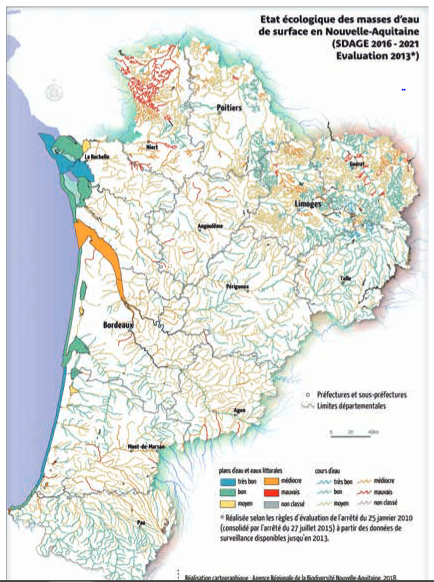 Etat écologique des masses d'eau
de surface en Nouvelle-Aquitaine
(SDAGE 2016 - 2021
Evaluation 2013*)
Poitiers
Niort
La Rochelle
Guéret
Limoges
Angoulême
Tulle
Périgueux
Bordeaux
Agen
Mont-de-Marsan
Pau
Préfectures et sous-préfectures
Limites départementales
0 20 40km
plans d'eau et eaux littorales
très bon
bon
moyen
médiocre
mauvais
non classé
cours d'eau
très bon
bon
moyen
médiocre
mauvais
non classé
* Réalisée selon les règles d'évaluation de l'arrêté du 25 janvier 2010
(consolidé par l'arrêté du 27 juillet 2015) à partir des données de
surveillance disponibles jusqu'en 2013.
Réalisation cartographique : Agence Régionale de la Biodiversité Nouvelle-Aquitaine, 2018